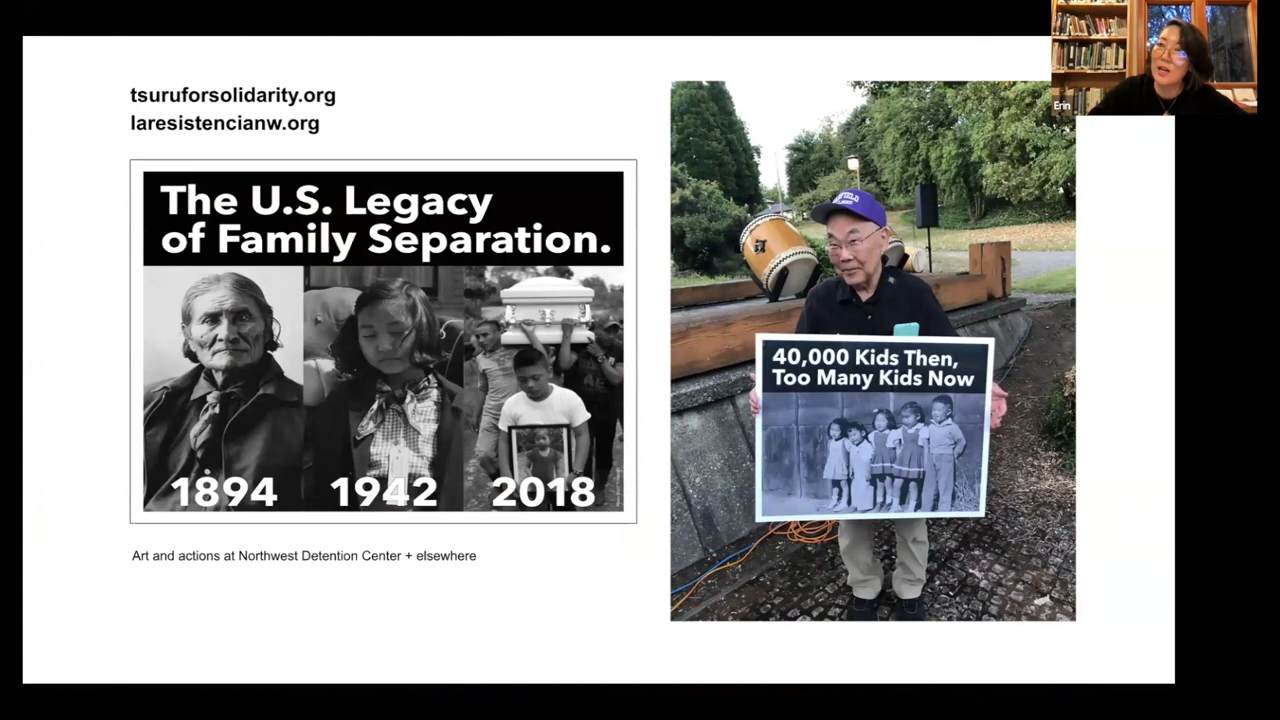 tsuruforsolidarity.org
laresistencianw.org
The U.S. Legacy
of Family Separation.
1894 1942 2018
Art and actions at Northwest Detention Center + elsewhere
40,000 Kids Then,
Too Many Kids Now
Erin